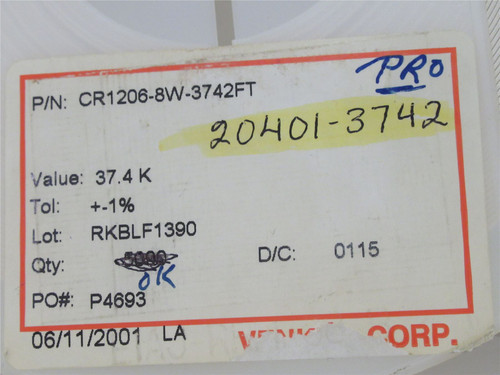 PRO
P/N: CR1206-8W-3742FT
20401-3742
Value: 37.4 K
Tol: +-1%
Lot: RKBLF1390
Qty: D/C: 0115
OK
PO#: P4693
06/11/2001 LA CORP.